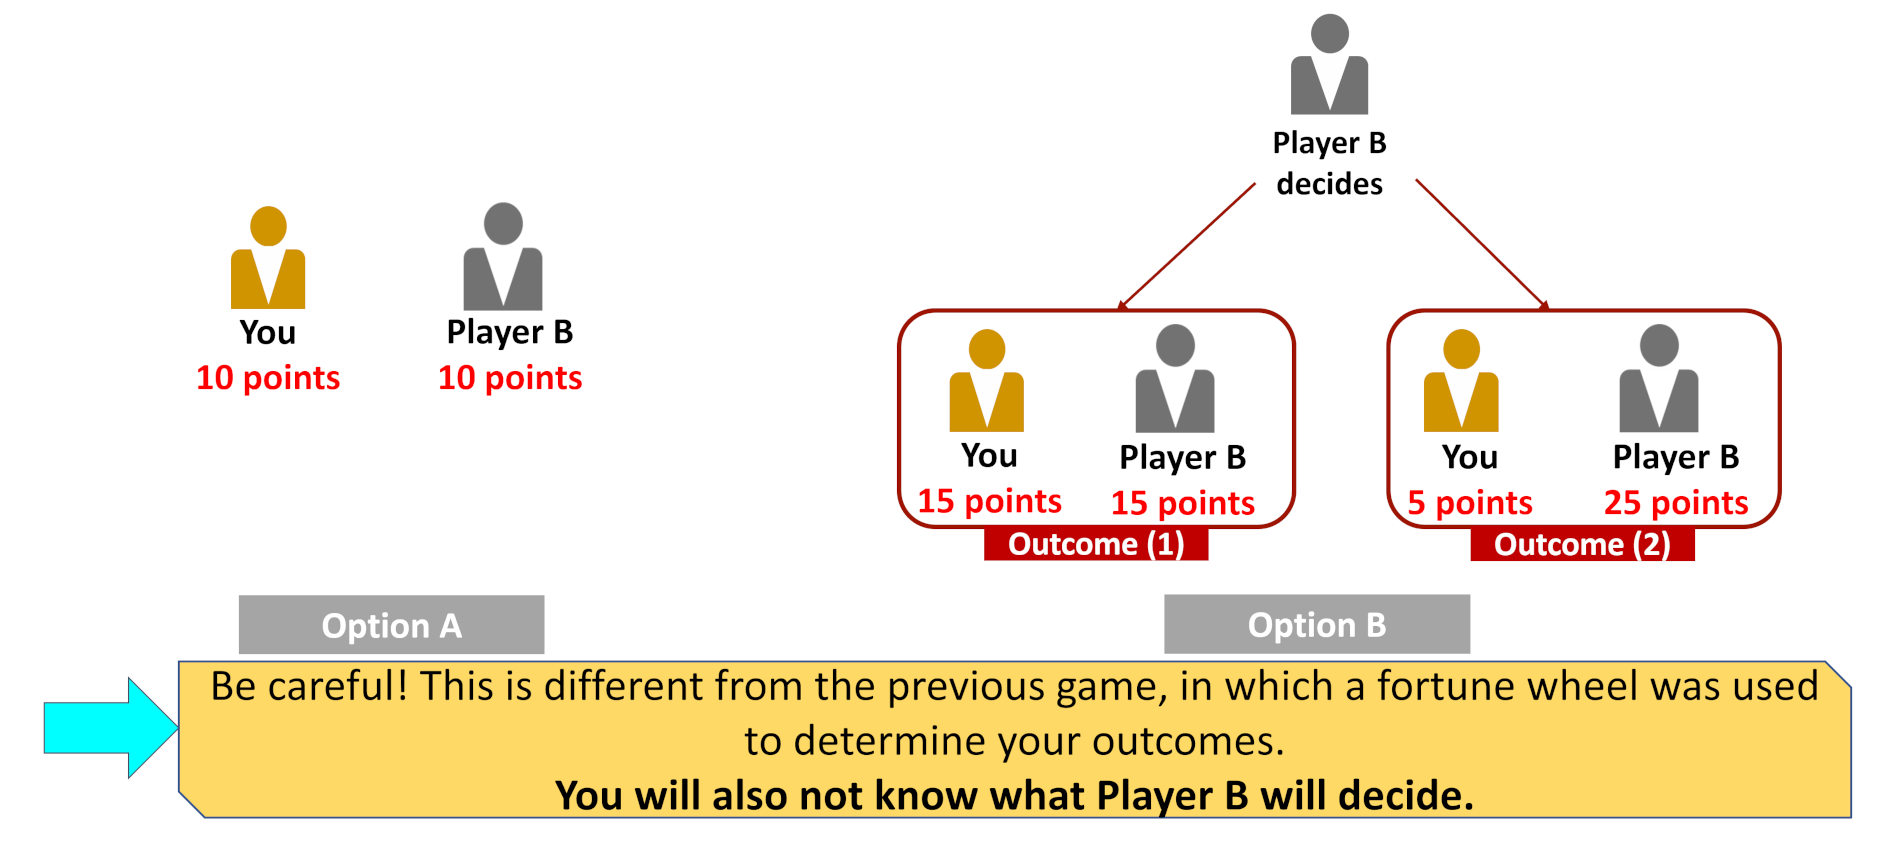 Player B
decides
You
Player B
10 points
10 points
You
Player B
15 points
15 points
Outcome (1)
You
Player B
5 points
25 points
Outcome (2)
Option A
Option B
Be careful! This is different from the previous game, in which a fortune wheel was used
to determine your outcomes.
You will also not know what Player B will decide.